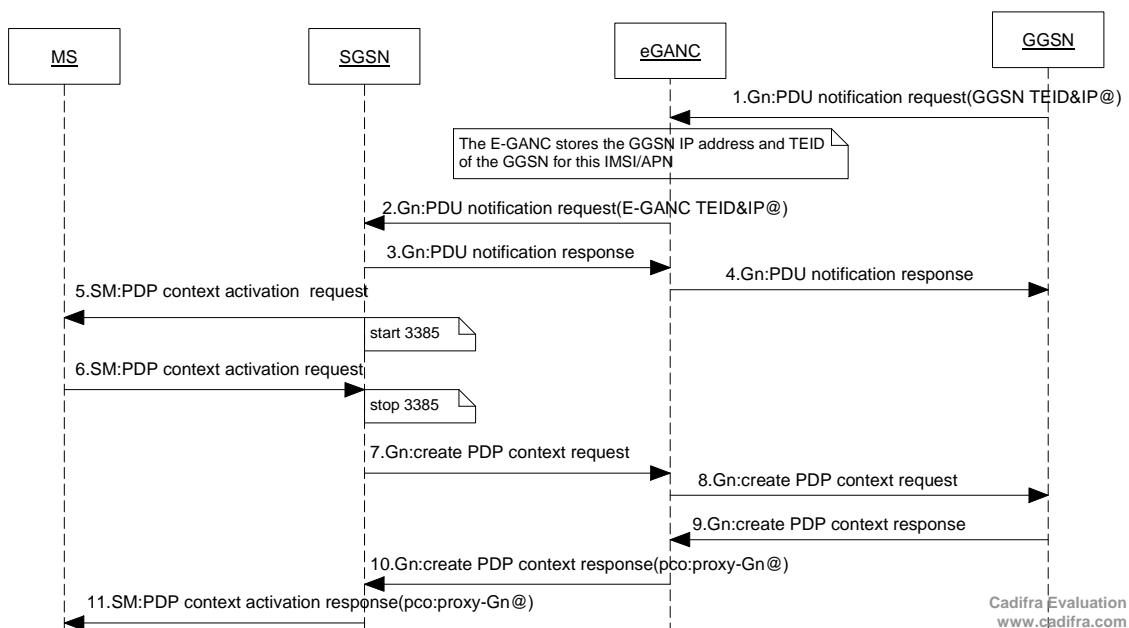 MS
SGSN
eGANC
GGSN
1.Gn:PDU notification request(GGSN TEID&IP@)
The E-GANC stores the GGSN IP address and TEID
of the GGSN for this IMSI/APN
2.Gn:PDU notification request(E-GANC TEID&IP@)
3.Gn:PDU notification response
4.Gn:PDU notification response
5.SM:PDP context activation  request
start 3385
6.SM:PDP context activation request
stop 3385
7.Gn:create PDP context request
8.Gn:create PDP context request
9.Gn:create PDP context response
10.Gn:create PDP context response(pco:proxy-Gn@)
11.SM:PDP context activation response(pco:proxy-Gn@)
Cadifra Evaluation
www.cadifra.com